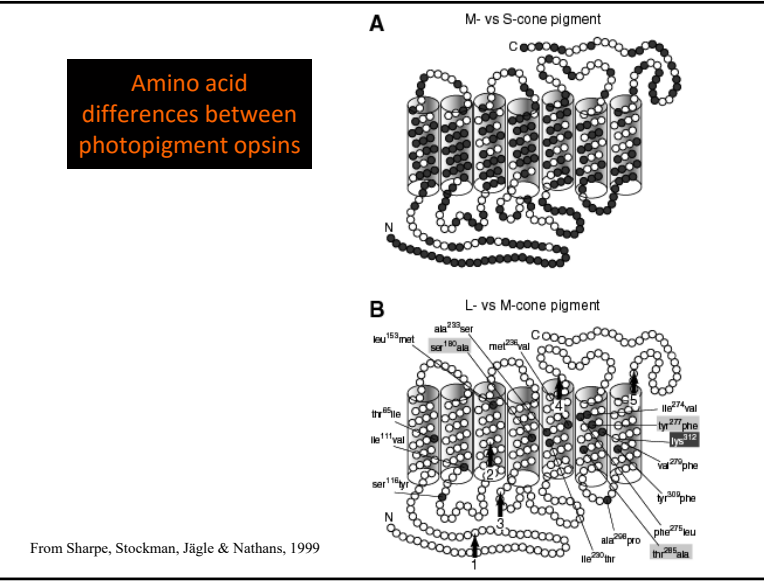 Amino acid
differences between
photopigment opsins
A
M- vs S-cone pigment
C
N
B
L- vs M-cone pigment
ala²³³ser
leu¹⁵³met
ser¹⁸⁰ala
met²³⁶val
C
thr⁶⁵ile
ile¹¹¹val
ser¹¹⁶tyr
N
1
2
3
4
5
ile²⁷⁴val
tyr²⁷⁷phe
lys³¹²
val²⁷⁹phe
tyr³⁰⁹phe
phe²⁷⁵leu
thr²⁸⁵ala
ala²⁹⁸pro
ile²³⁰thr
From Sharpe, Stockman, Jägle & Nathans, 1999